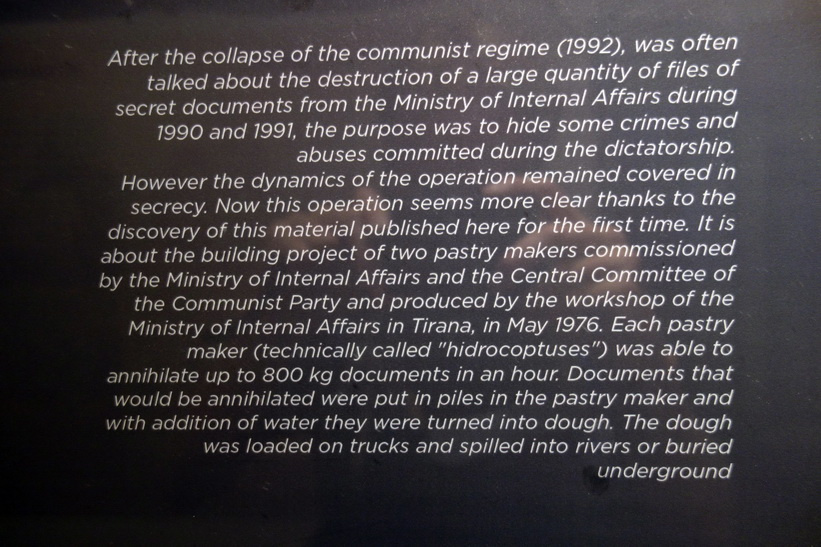 After the collapse of the communist regime (1992), was often
talked about the destruction of a large quantity of files of
secret documents from the Ministry of Internal Affairs during
1990 and 1991, the purpose was to hide some crimes and
abuses committed during the dictatorship.
However the dynamics of the operation remained covered in
secrecy. Now this operation seems more clear thanks to the
discovery of this material published here for the first time. It is
about the building project of two pastry makers commissioned
by the Ministry of Internal Affairs and the Central Committee of
the Communist Party and produced by the workshop of the
Ministry of Internal Affairs in Tirana, in May 1976. Each pastry
maker (technically called "hidrocoptuses") was able to
annihilate up to 800 kg documents in an hour. Documents that
would be annihilated were put in piles in the pastry maker and
with addition of water they were turned into dough. The dough
was loaded on trucks and spilled into rivers or buried
underground